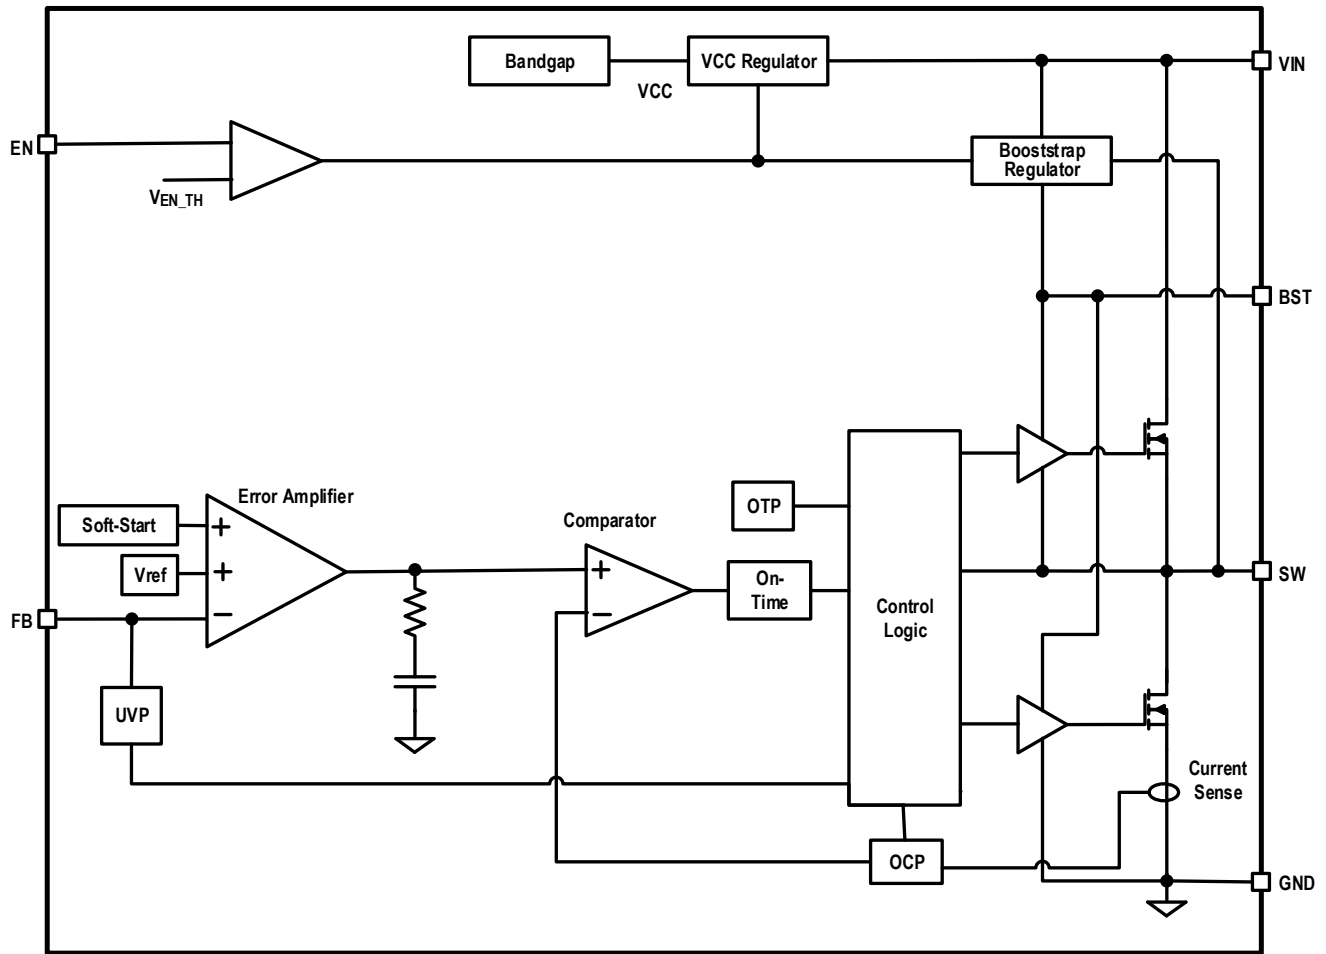 Bandgap
VCC Regulator
VIN
VCC
EN
VEN_TH
Booststrap
Regulator
BST
Error Amplifier
Soft-Start
+
Vref
+
FB
−
UVP
Comparator
+
−
On-
Time
OTP
Control
Logic
SW
Current
Sense
OCP
GND